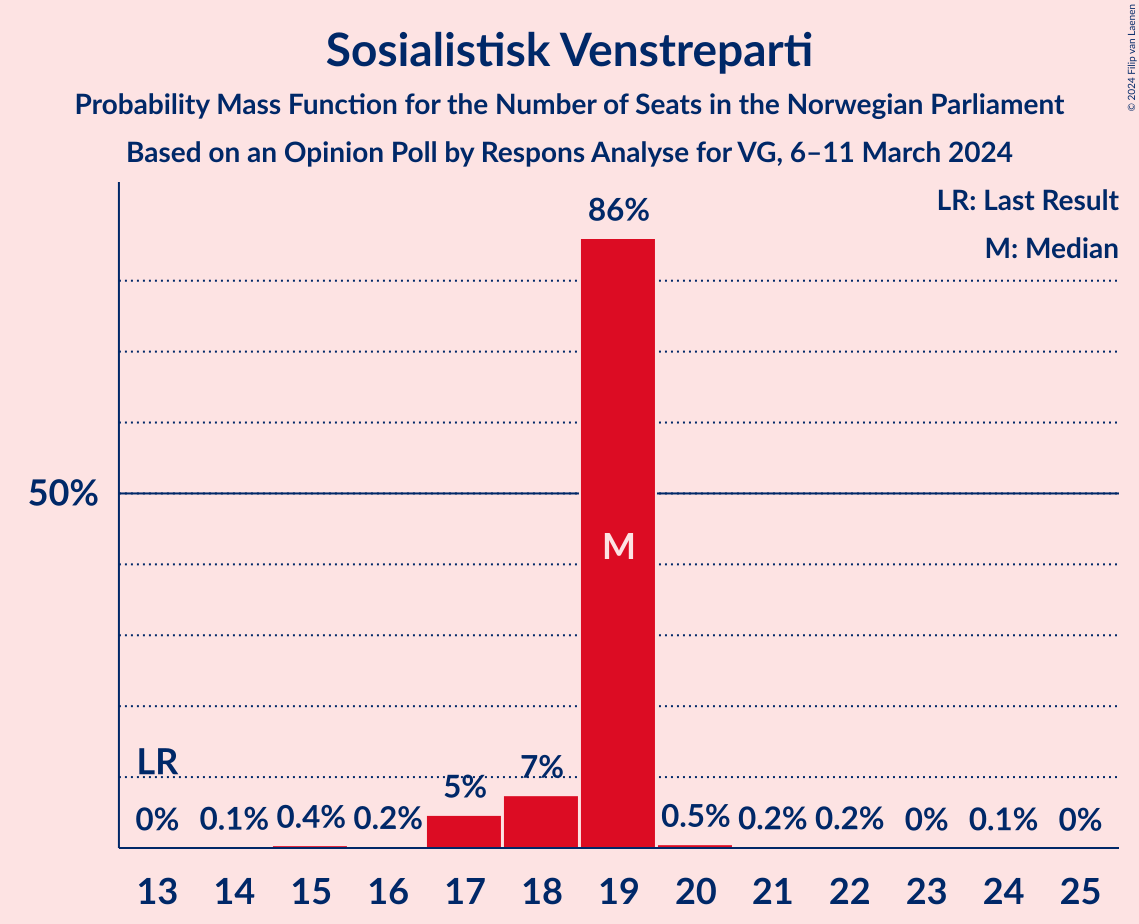 Sosialistisk Venstreparti
Probability Mass Function for the Number of Seats in the Norwegian Parliament
Based on an Opinion Poll by Respons Analyse for VG, 6–11 March 2024
© 2024 Filip van Laenen
LR: Last Result
M: Median
86%
50%
M
LR
0% 0.1% 0.4% 0.2% 5% 7% 0.5% 0.2% 0.2% 0% 0.1% 0%
13 14 15 16 17 18 19 20 21 22 23 24 25